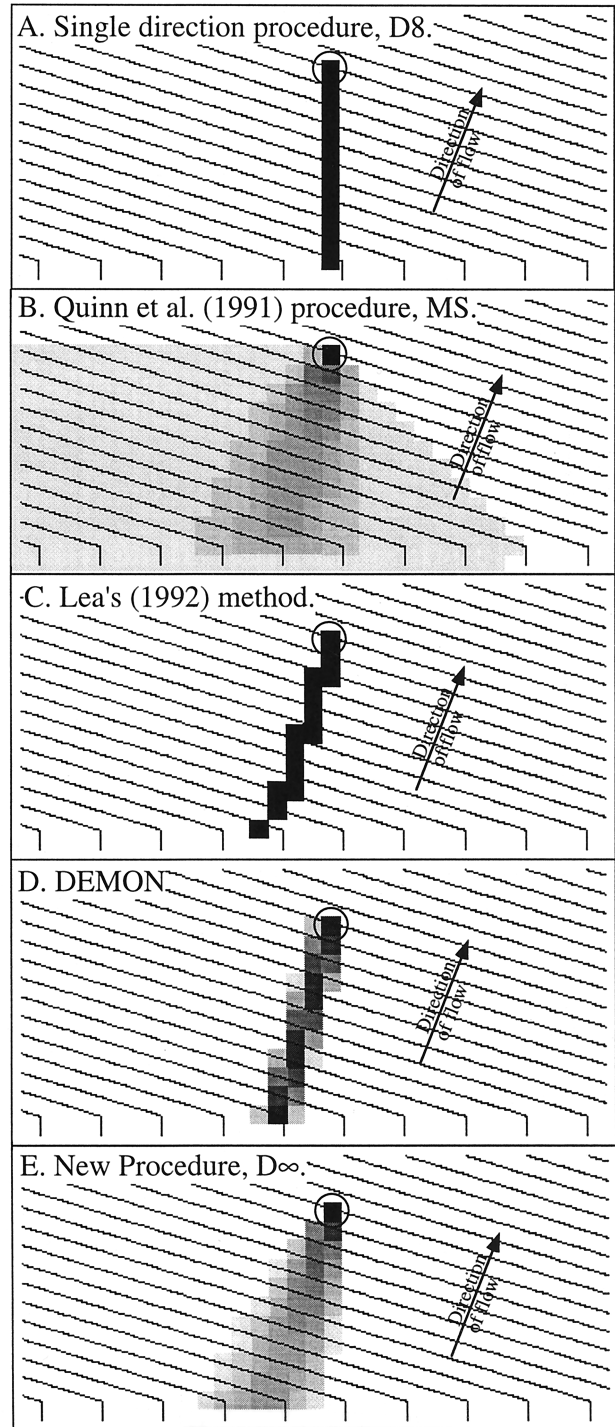 A. Single direction procedure, D8.
Direction
of flow
B. Quinn et al. (1991) procedure, MS.
Direction
of flow
C. Lea's (1992) method.
Direction
of flow
D. DEMON
Direction
of flow
E. New Procedure, D∞.
Direction
of flow